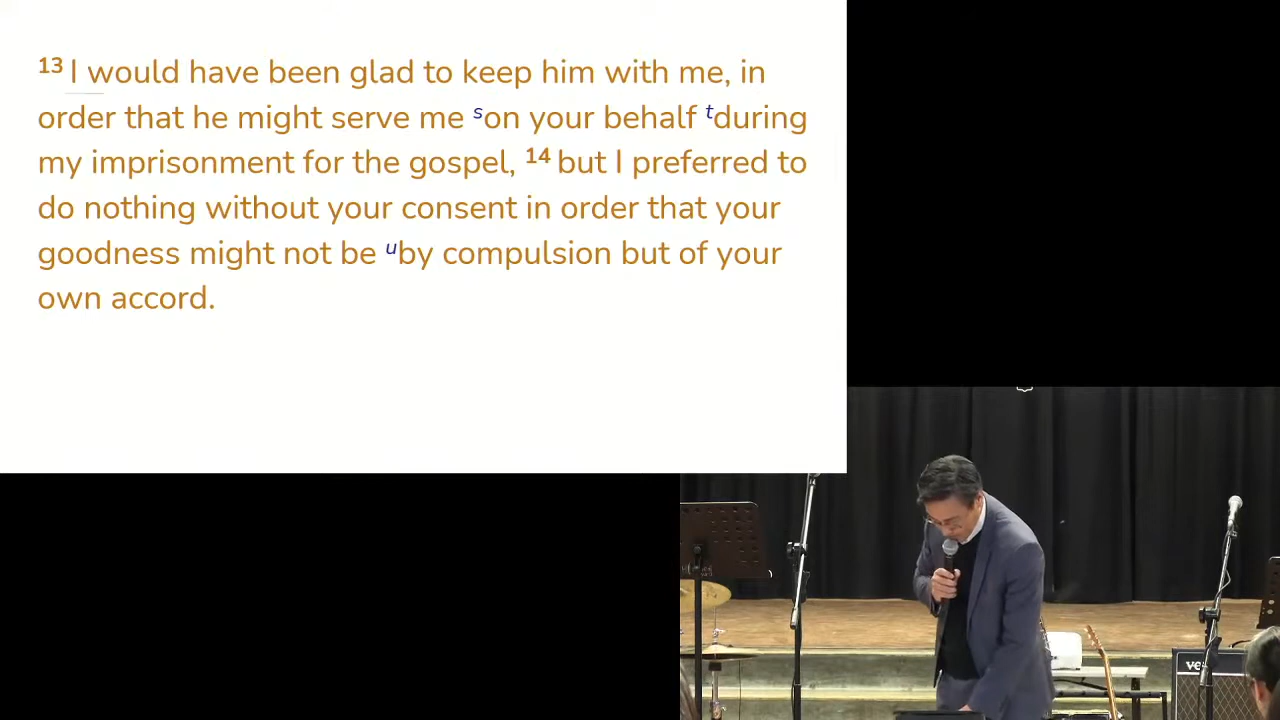 13 I would have been glad to keep him with me, in
order that he might serve me s on your behalf t during
my imprisonment for the gospel, 14 but I preferred to
do nothing without your consent in order that your
goodness might not be u by compulsion but of your
own accord.